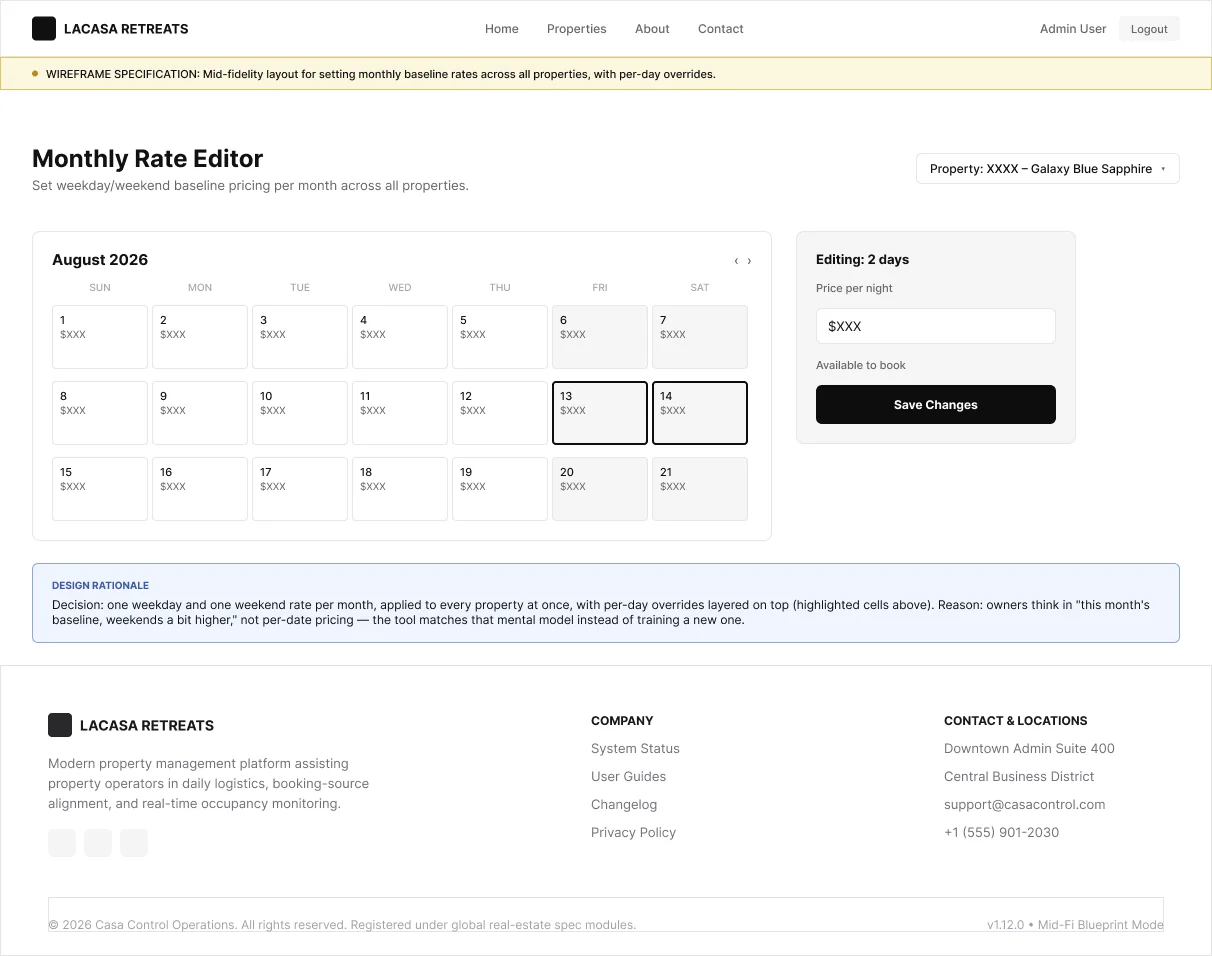 LACASA RETREATS
Home Properties About Contact
Admin User Logout
WIREFRAME SPECIFICATION: Mid-fidelity layout for setting monthly baseline rates across all properties, with per-day overrides.
Monthly Rate Editor
Set weekday/weekend baseline pricing per month across all properties.
Property: XXXX – Galaxy Blue Sapphire ▾
August 2026 ‹ ›
SUN MON TUE WED THU FRI SAT
1 2 3 4 5 6 7
$XXX $XXX $XXX $XXX $XXX $XXX $XXX
8 9 10 11 12 13 14
$XXX $XXX $XXX $XXX $XXX $XXX $XXX
15 16 17 18 19 20 21
$XXX $XXX $XXX $XXX $XXX $XXX $XXX
Editing: 2 days
Price per night
$XXX
Available to book
Save Changes
DESIGN RATIONALE
Decision: one weekday and one weekend rate per month, applied to every property at once, with per-day overrides layered on top (highlighted cells above). Reason: owners think in "this month's
baseline, weekends a bit higher," not per-date pricing — the tool matches that mental model instead of training a new one.
LACASA RETREATS
Modern property management platform assisting
property operators in daily logistics, booking-source
alignment, and real-time occupancy monitoring.
COMPANY
System Status
User Guides
Changelog
Privacy Policy
CONTACT & LOCATIONS
Downtown Admin Suite 400
Central Business District
support@casacontrol.com
+1 (555) 901-2030
© 2026 Casa Control Operations. All rights reserved. Registered under global real-estate spec modules.
v1.12.0 • Mid-Fi Blueprint Mode